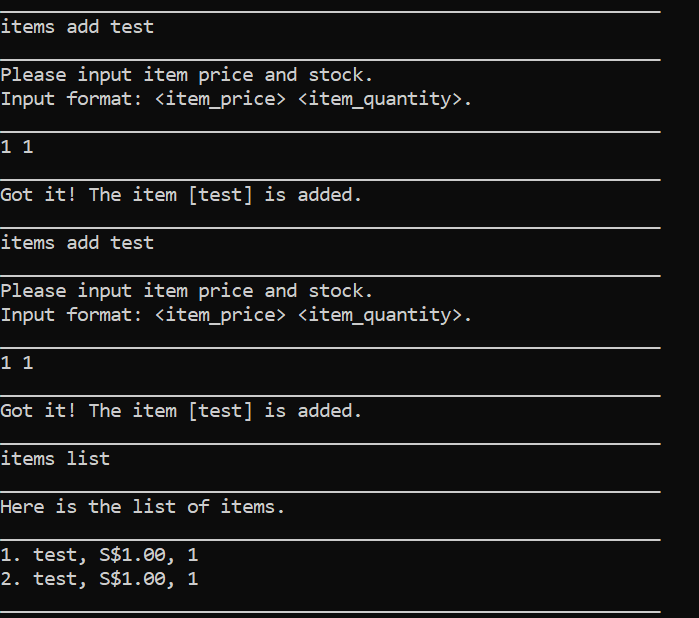 items add test
Please input item price and stock.
Input format: <item_price> <item_quantity>.
1 1
Got it! The item [test] is added.
items add test
Please input item price and stock.
Input format: <item_price> <item_quantity>.
1 1
Got it! The item [test] is added.
items list
Here is the list of items.
1. test, S$1.00, 1
2. test, S$1.00, 1